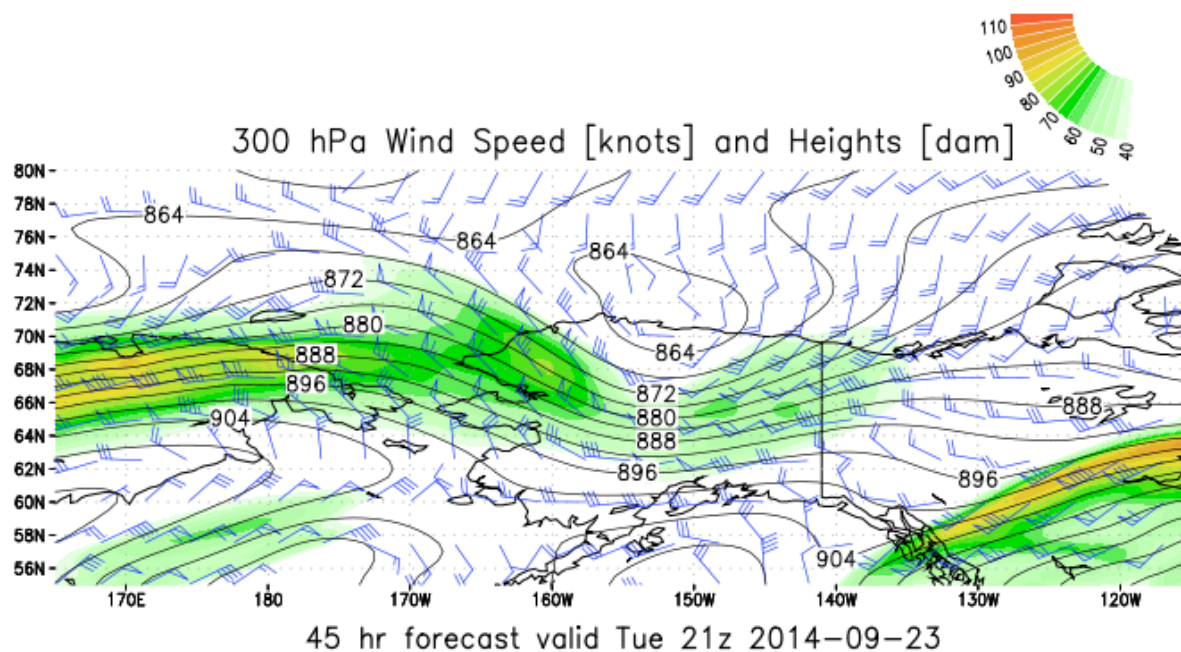 110
100
90
80
70
60
50
40
300 hPa Wind Speed [knots] and Heights [dam]
80N
78N
76N
74N
72N
70N
68N
66N
64N
62N
60N
58N
56N
864
864
864
872
880
888
896
904
864
872
880
888
896
888
896
904
170E
180
170W
160W
150W
140W
130W
120W
45 hr forecast valid Tue 21z 2014-09-23